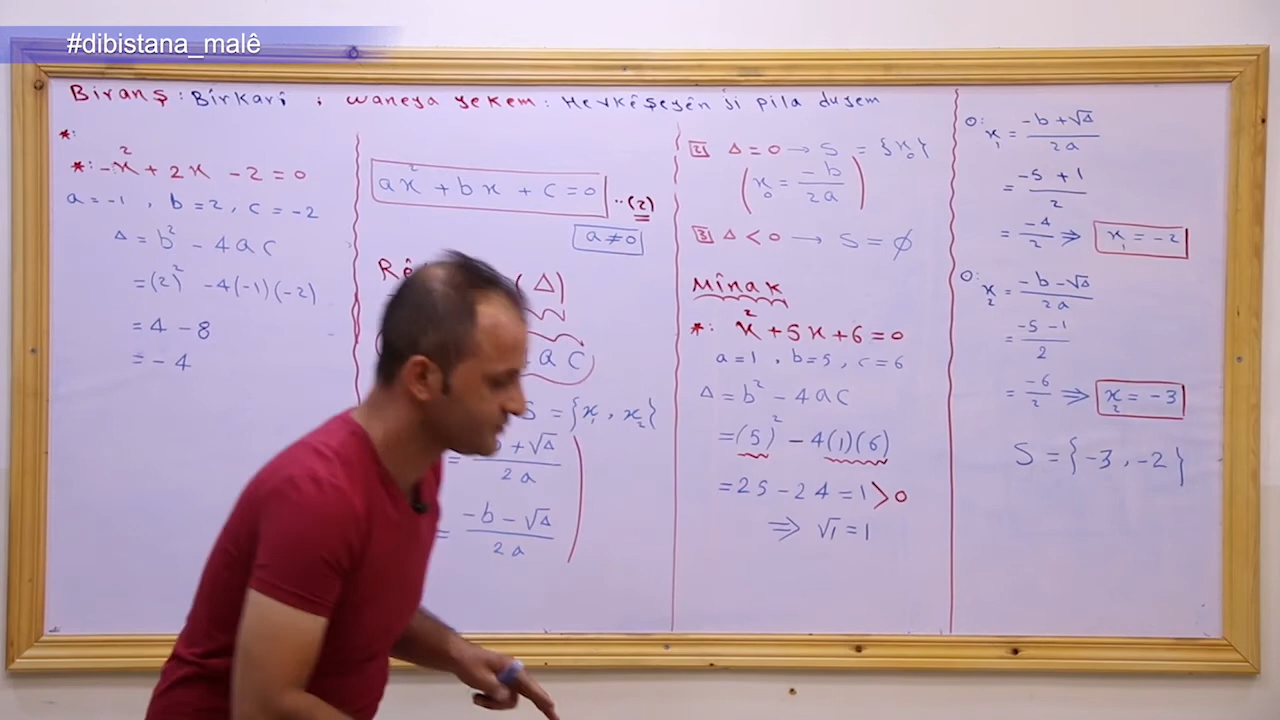 #dibistana_malê
Biranş : Birkarî ; waneya yekem : Hevkêşeyên ji pila duyem
*:
*: -x² + 2x - 2 = 0
a = -1 , b = 2 , c = -2
Δ = b² - 4ac
= (2)² - 4(-1)(-2)
= 4 - 8
= - 4
ax² + bx + c = 0 ..(2)
a ≠ 0
Rê (Δ)
a c
S = {x₁ , x₂}
= -b + √Δ / 2a
= -b - √Δ / 2a
2 Δ = 0 → S = {x₀}
(x₀ = -b / 2a)
3 Δ < 0 → S = ∅
Mînak
*: x² + 5x + 6 = 0
a = 1 , b = 5 , c = 6
Δ = b² - 4ac
= (5)² - 4(1)(6)
= 25 - 24 = 1 > 0
⇒ √1 = 1
o: x₁ = -b + √Δ / 2a
= -5 + 1 / 2
= -4 / 2 ⇒ x₁ = -2
o: x₂ = -b - √Δ / 2a
= -5 - 1 / 2
= -6 / 2 ⇒ x₂ = -3
S = {-3 , -2}